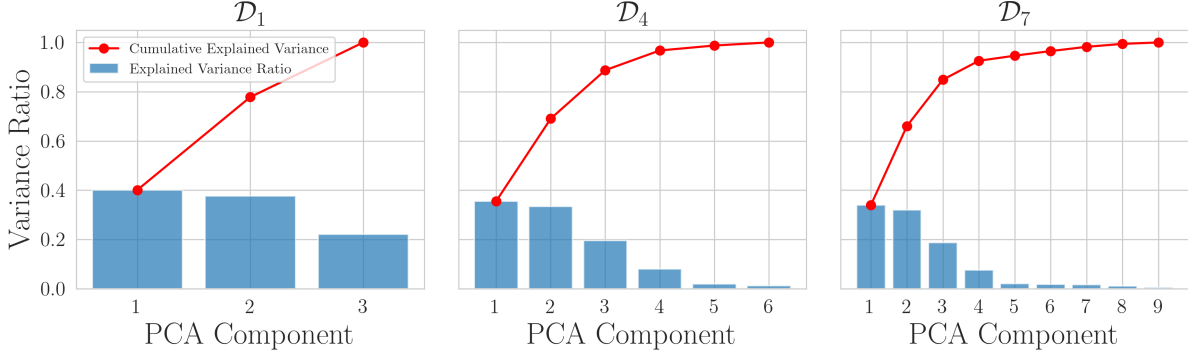 𝒟₁ 𝒟₄ 𝒟₇
Cumulative Explained Variance
Explained Variance Ratio
Variance Ratio
1.0
0.8
0.6
0.4
0.2
0.0
1 2 3
1 2 3 4 5 6
1 2 3 4 5 6 7 8 9
PCA Component PCA Component PCA Component